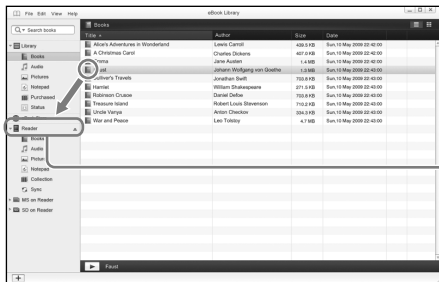 File Edit View Help
eBook Library
Search books
Books
Title Author Size Date
Library
Books
Audio
Pictures
Notepad
Purchased
Status
Alice's Adventures in Wonderland Lewis Carroll 439.5 KB Sun,10 May 2009 22:42:00
A Christmas Carol Charles Dickens 407.0 KB Sun,10 May 2009 22:42:00
Jane Austen 1.4 MB Sun,10 May 2009 22:42:00
Johann Wolfgang von Goethe 1.3 MB Sun,10 May 2009 22:43:00
Travels Jonathan Swift 703.8 KB Sun,10 May 2009 22:43:00
Hamlet William Shakespeare 271.3 KB Sun,10 May 2009 22:43:00
Robinson Crusoe Daniel Defoe 703.6 KB Sun,10 May 2009 22:43:00
Treasure Island Robert Louis Stevenson 710.2 KB Sun,10 May 2009 22:43:00
Uncle Vanya Anton Checkov 334.3 KB Sun,10 May 2009 22:43:00
War and Peace Leo Tolstoy 4.7 MB Sun,10 May 2009 22:43:00
Reader
Books
Audio
Notepad
Collection
Sync
MS on Reader
SD on Reader
Faust